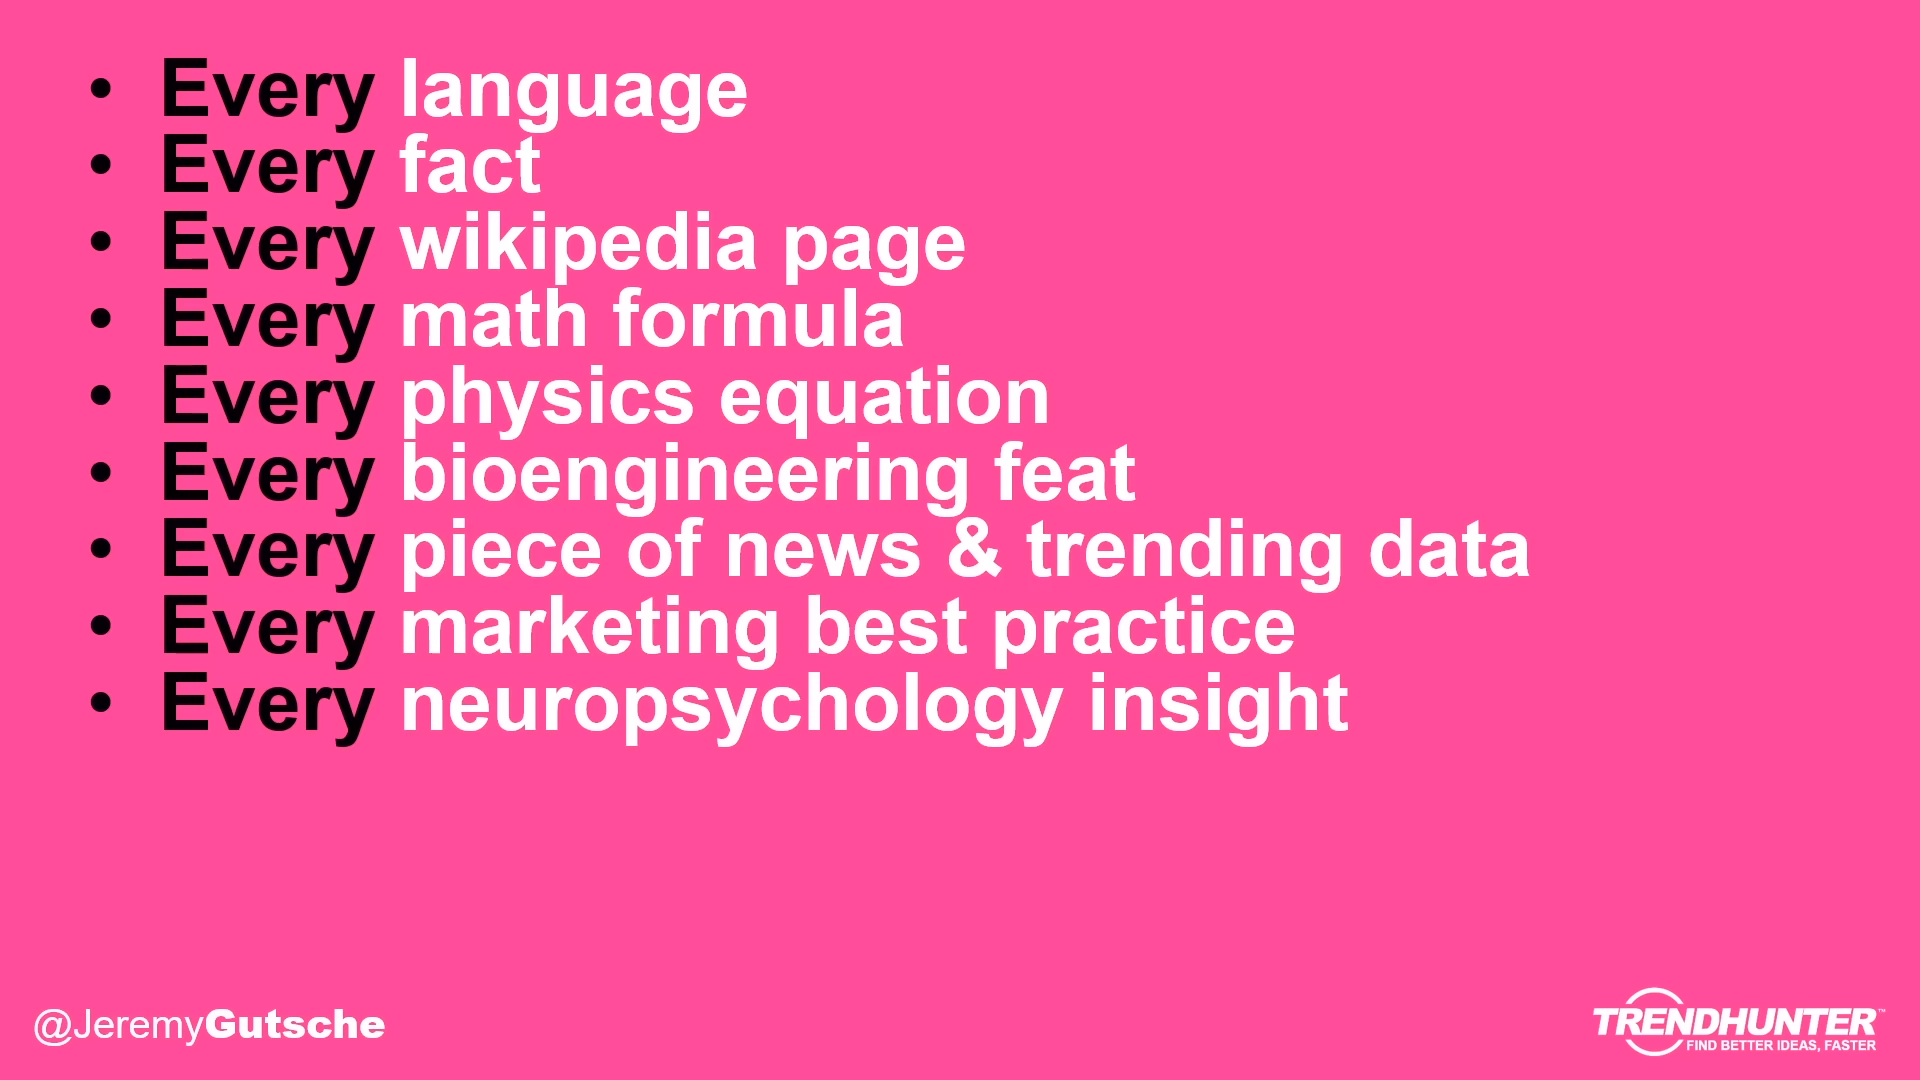 • Every language
• Every fact
• Every wikipedia page
• Every math formula
• Every physics equation
• Every bioengineering feat
• Every piece of news & trending data
• Every marketing best practice
• Every neuropsychology insight
@JeremyGutsche
TRENDHUNTER™
FIND BETTER IDEAS, FASTER